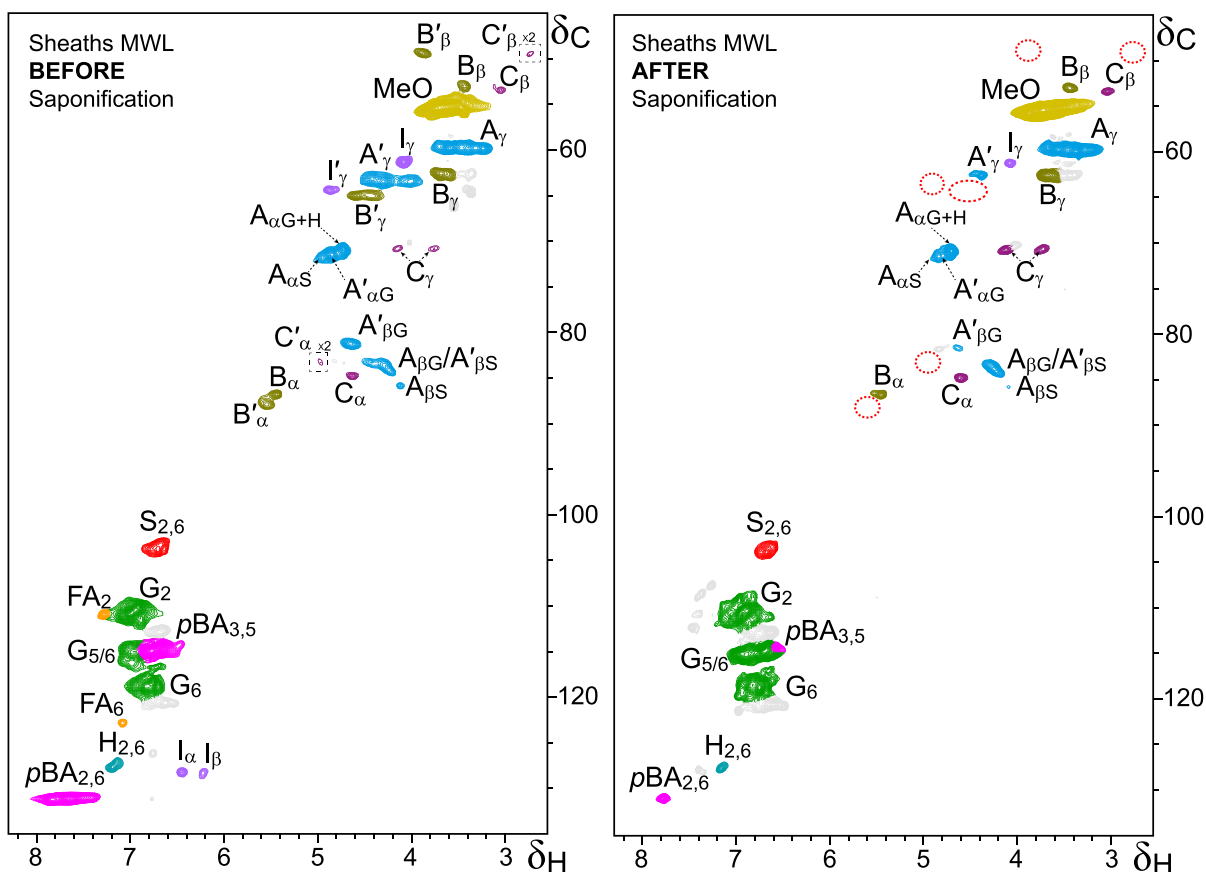 Sheaths MWL
BEFORE
Saponification
B′β
C′β x2
δC
Bβ
Cβ
MeO
Aγ
60
I′γ
A′γ
Iγ
B′γ
Bγ
AαG+H
AαS
A′αG
Cγ
80
C′α x2
A′βG
AβG/A′βS
Bα
Cα
AβS
B′α
100
S2,6
FA2
G2
pBA3,5
G5/6
G6
120
FA6
H2,6
Iα
Iβ
pBA2,6
8
7
6
5
4
3
δH
Sheaths MWL
AFTER
Saponification
δC
Bβ
Cβ
MeO
Iγ
Aγ
60
A′γ
Bγ
AαG+H
AαS
A′αG
Cγ
80
A′βG
AβG/A′βS
Bα
Cα
AβS
100
S2,6
G2
pBA3,5
G5/6
G6
120
H2,6
pBA2,6
8
7
6
5
4
3
δH